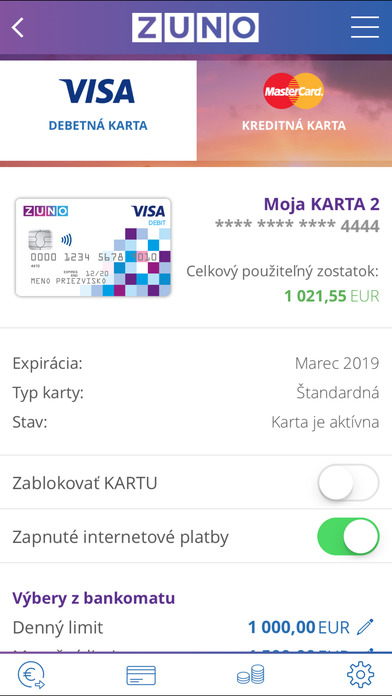 ZUNO
VISA
MasterCard
DEBETNÁ KARTA
KREDITNÁ KARTA
ZUNO
VISA
DEBIT
0000 1234 5678 9010
12/20
MENO PRIEZVISKO
Moja KARTA 2
**** **** **** 4444
Celkový použiteľný zostatok:
1 021,55 EUR
Expirácia: Marec 2019
Typ karty: Štandardná
Stav: Karta je aktívna
Zablokovať KARTU
Zapnuté internetové platby
Výbery z bankomatu
Denný limit 1 000,00 EUR